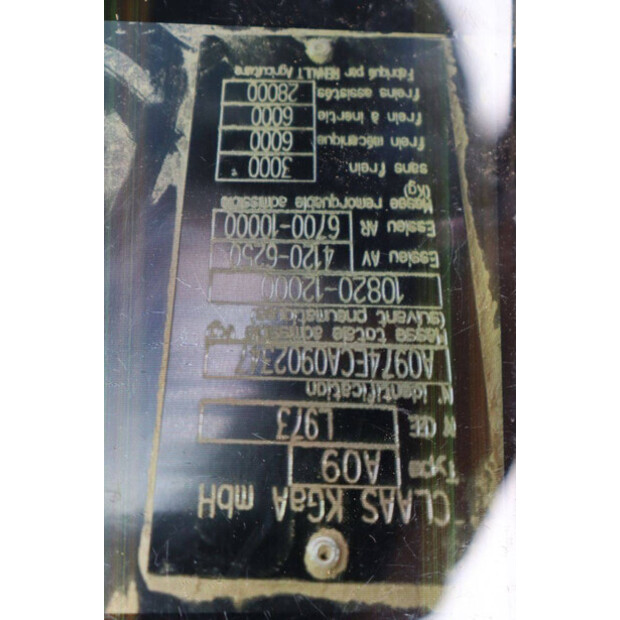 CLAAS KGaA mbH
Type A09
N° CE L973
N° identification
Masse totale admissible
(suivant pneumatiques)
10820-12000
Essieu AV 4120-6250
Essieu AR 6700-10000
Masse remorquable admissible
(kg)
sans frein 3000
frein mécanique 6000
frein à inertie 6000
freins assistés 28000
Fabriqué par RENAULT Agriculture